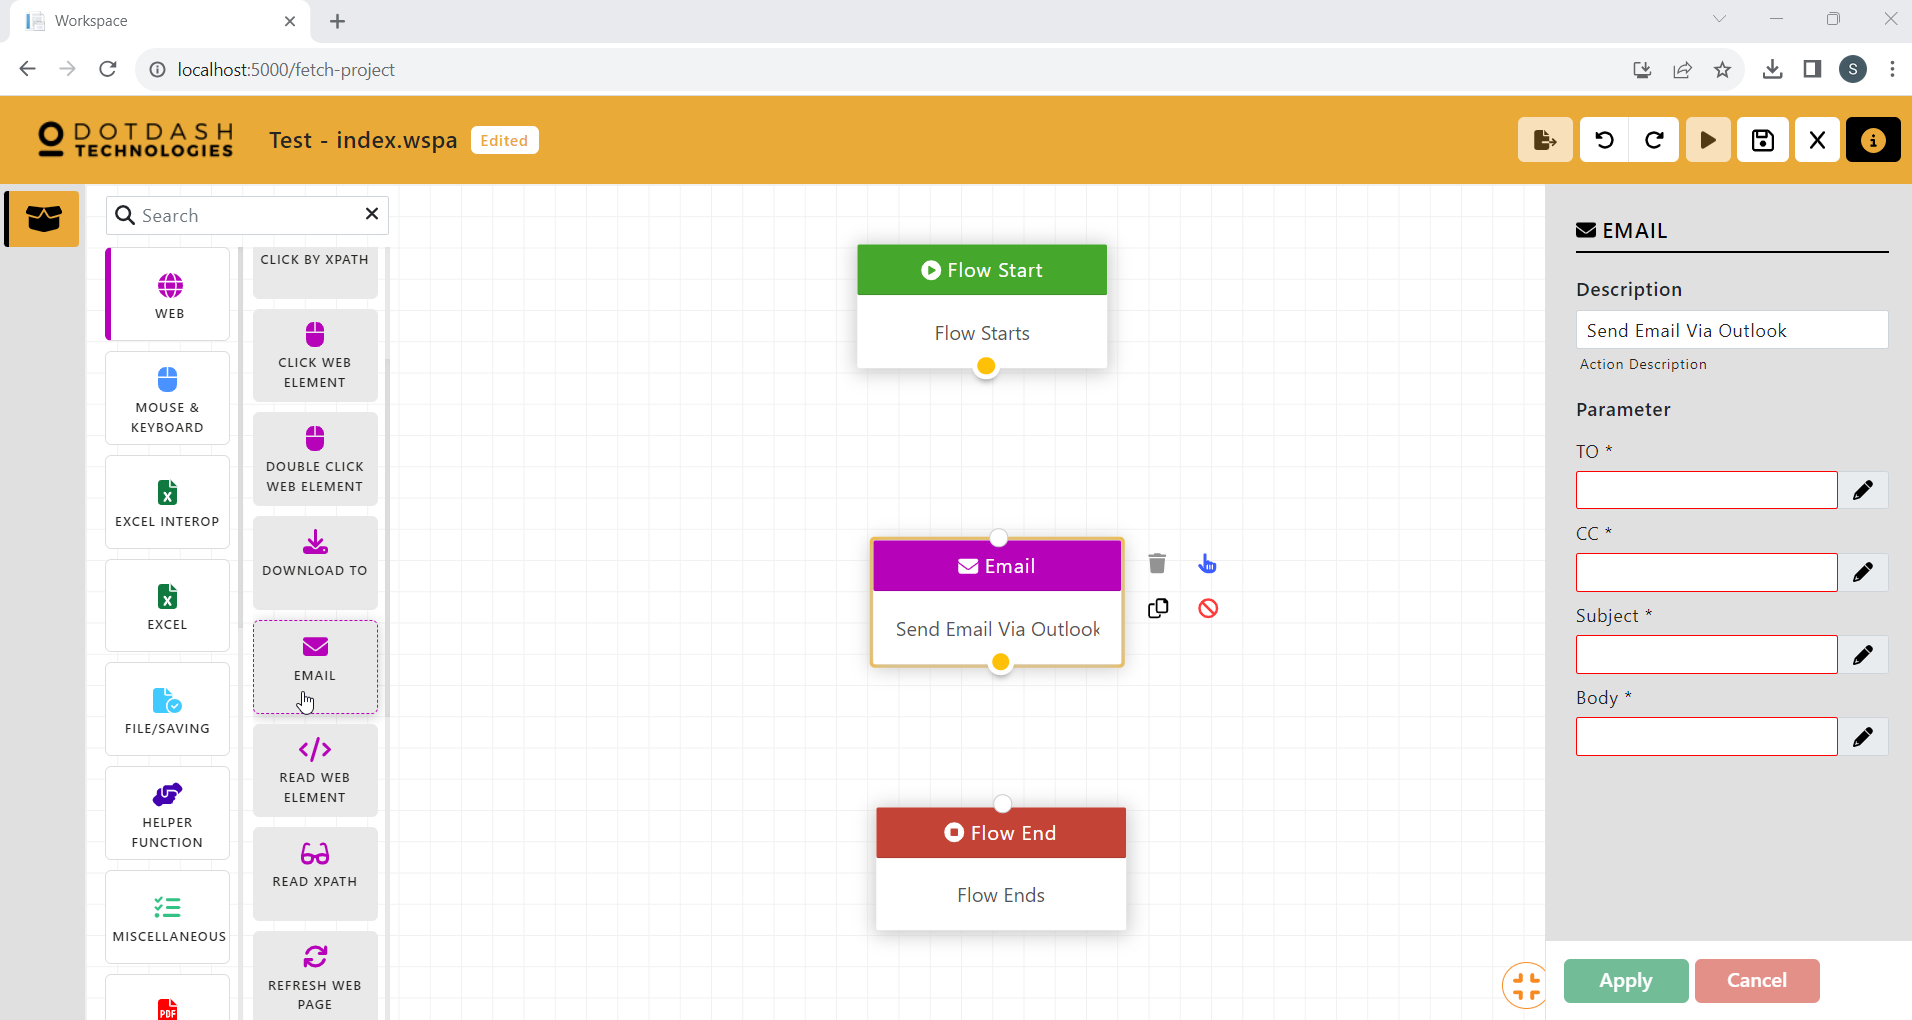 Workspace
localhost:5000/fetch-project
S
DOTDASH
TECHNOLOGIES
Test - index.wspa
Edited
Search
WEB
MOUSE &
KEYBOARD
EXCEL INTEROP
EXCEL
FILE/SAVING
HELPER
FUNCTION
MISCELLANEOUS
PDF
CLICK BY XPATH
CLICK WEB
ELEMENT
DOUBLE CLICK
WEB ELEMENT
DOWNLOAD TO
EMAIL
READ WEB
ELEMENT
READ XPATH
REFRESH WEB
PAGE
Flow Start
Flow Starts
Email
Send Email Via Outlook
Flow End
Flow Ends
EMAIL
Description
Send Email Via Outlook
Action Description
Parameter
TO *
CC *
Subject *
Body *
Apply
Cancel